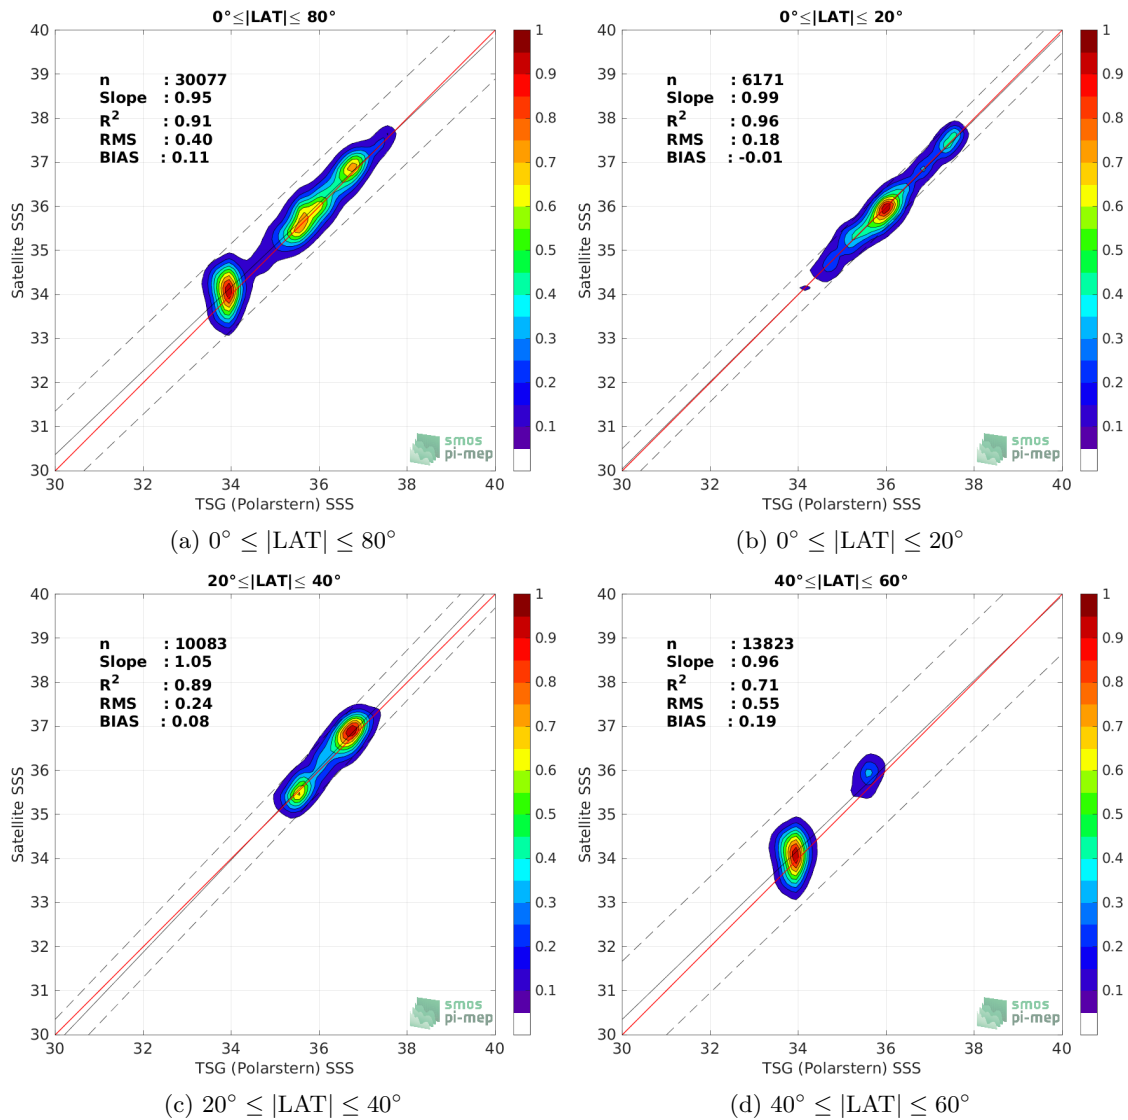 0°≤|LAT|≤ 80°
40
39
38
37
36
35
34
33
32
31
30
Satellite SSS
n : 30077
Slope : 0.95
R² : 0.91
RMS : 0.40
BIAS : 0.11
smos
pi-mep
30 32 34 36 38 40
TSG (Polarstern) SSS
1
0.9
0.8
0.7
0.6
0.5
0.4
0.3
0.2
0.1
(a) 0° ≤ |LAT| ≤ 80°
0°≤|LAT|≤ 20°
40
39
38
37
36
35
34
33
32
31
30
Satellite SSS
n : 6171
Slope : 0.99
R² : 0.96
RMS : 0.18
BIAS : -0.01
smos
pi-mep
30 32 34 36 38 40
TSG (Polarstern) SSS
1
0.9
0.8
0.7
0.6
0.5
0.4
0.3
0.2
0.1
(b) 0° ≤ |LAT| ≤ 20°
20°≤|LAT|≤ 40°
40
39
38
37
36
35
34
33
32
31
30
Satellite SSS
n : 10083
Slope : 1.05
R² : 0.89
RMS : 0.24
BIAS : 0.08
smos
pi-mep
30 32 34 36 38 40
TSG (Polarstern) SSS
1
0.9
0.8
0.7
0.6
0.5
0.4
0.3
0.2
0.1
(c) 20° ≤ |LAT| ≤ 40°
40°≤|LAT|≤ 60°
40
39
38
37
36
35
34
33
32
31
30
Satellite SSS
n : 13823
Slope : 0.96
R² : 0.71
RMS : 0.55
BIAS : 0.19
smos
pi-mep
30 32 34 36 38 40
TSG (Polarstern) SSS
1
0.9
0.8
0.7
0.6
0.5
0.4
0.3
0.2
0.1
(d) 40° ≤ |LAT| ≤ 60°